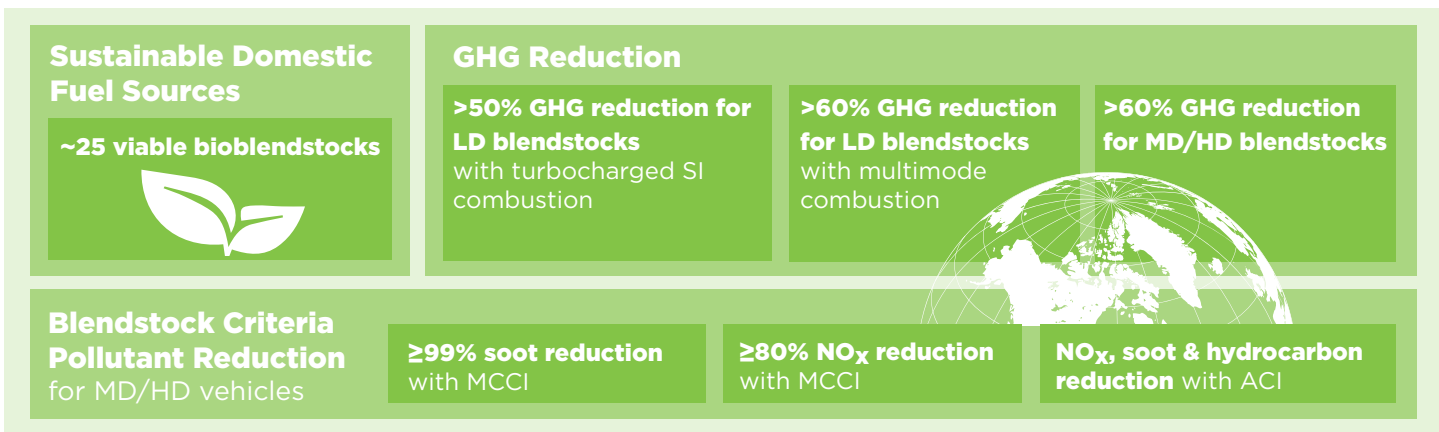 Sustainable Domestic
Fuel Sources
~25 viable bioblendstocks
GHG Reduction
>50% GHG reduction for
LD blendstocks
with turbocharged SI
combustion
>60% GHG reduction
for LD blendstocks
with multimode
combustion
>60% GHG reduction
for MD/HD blendstocks
Blendstock Criteria
Pollutant Reduction
for MD/HD vehicles
≥99% soot reduction
with MCCI
≥80% NOX reduction
with MCCI
NOX, soot & hydrocarbon
reduction with ACI